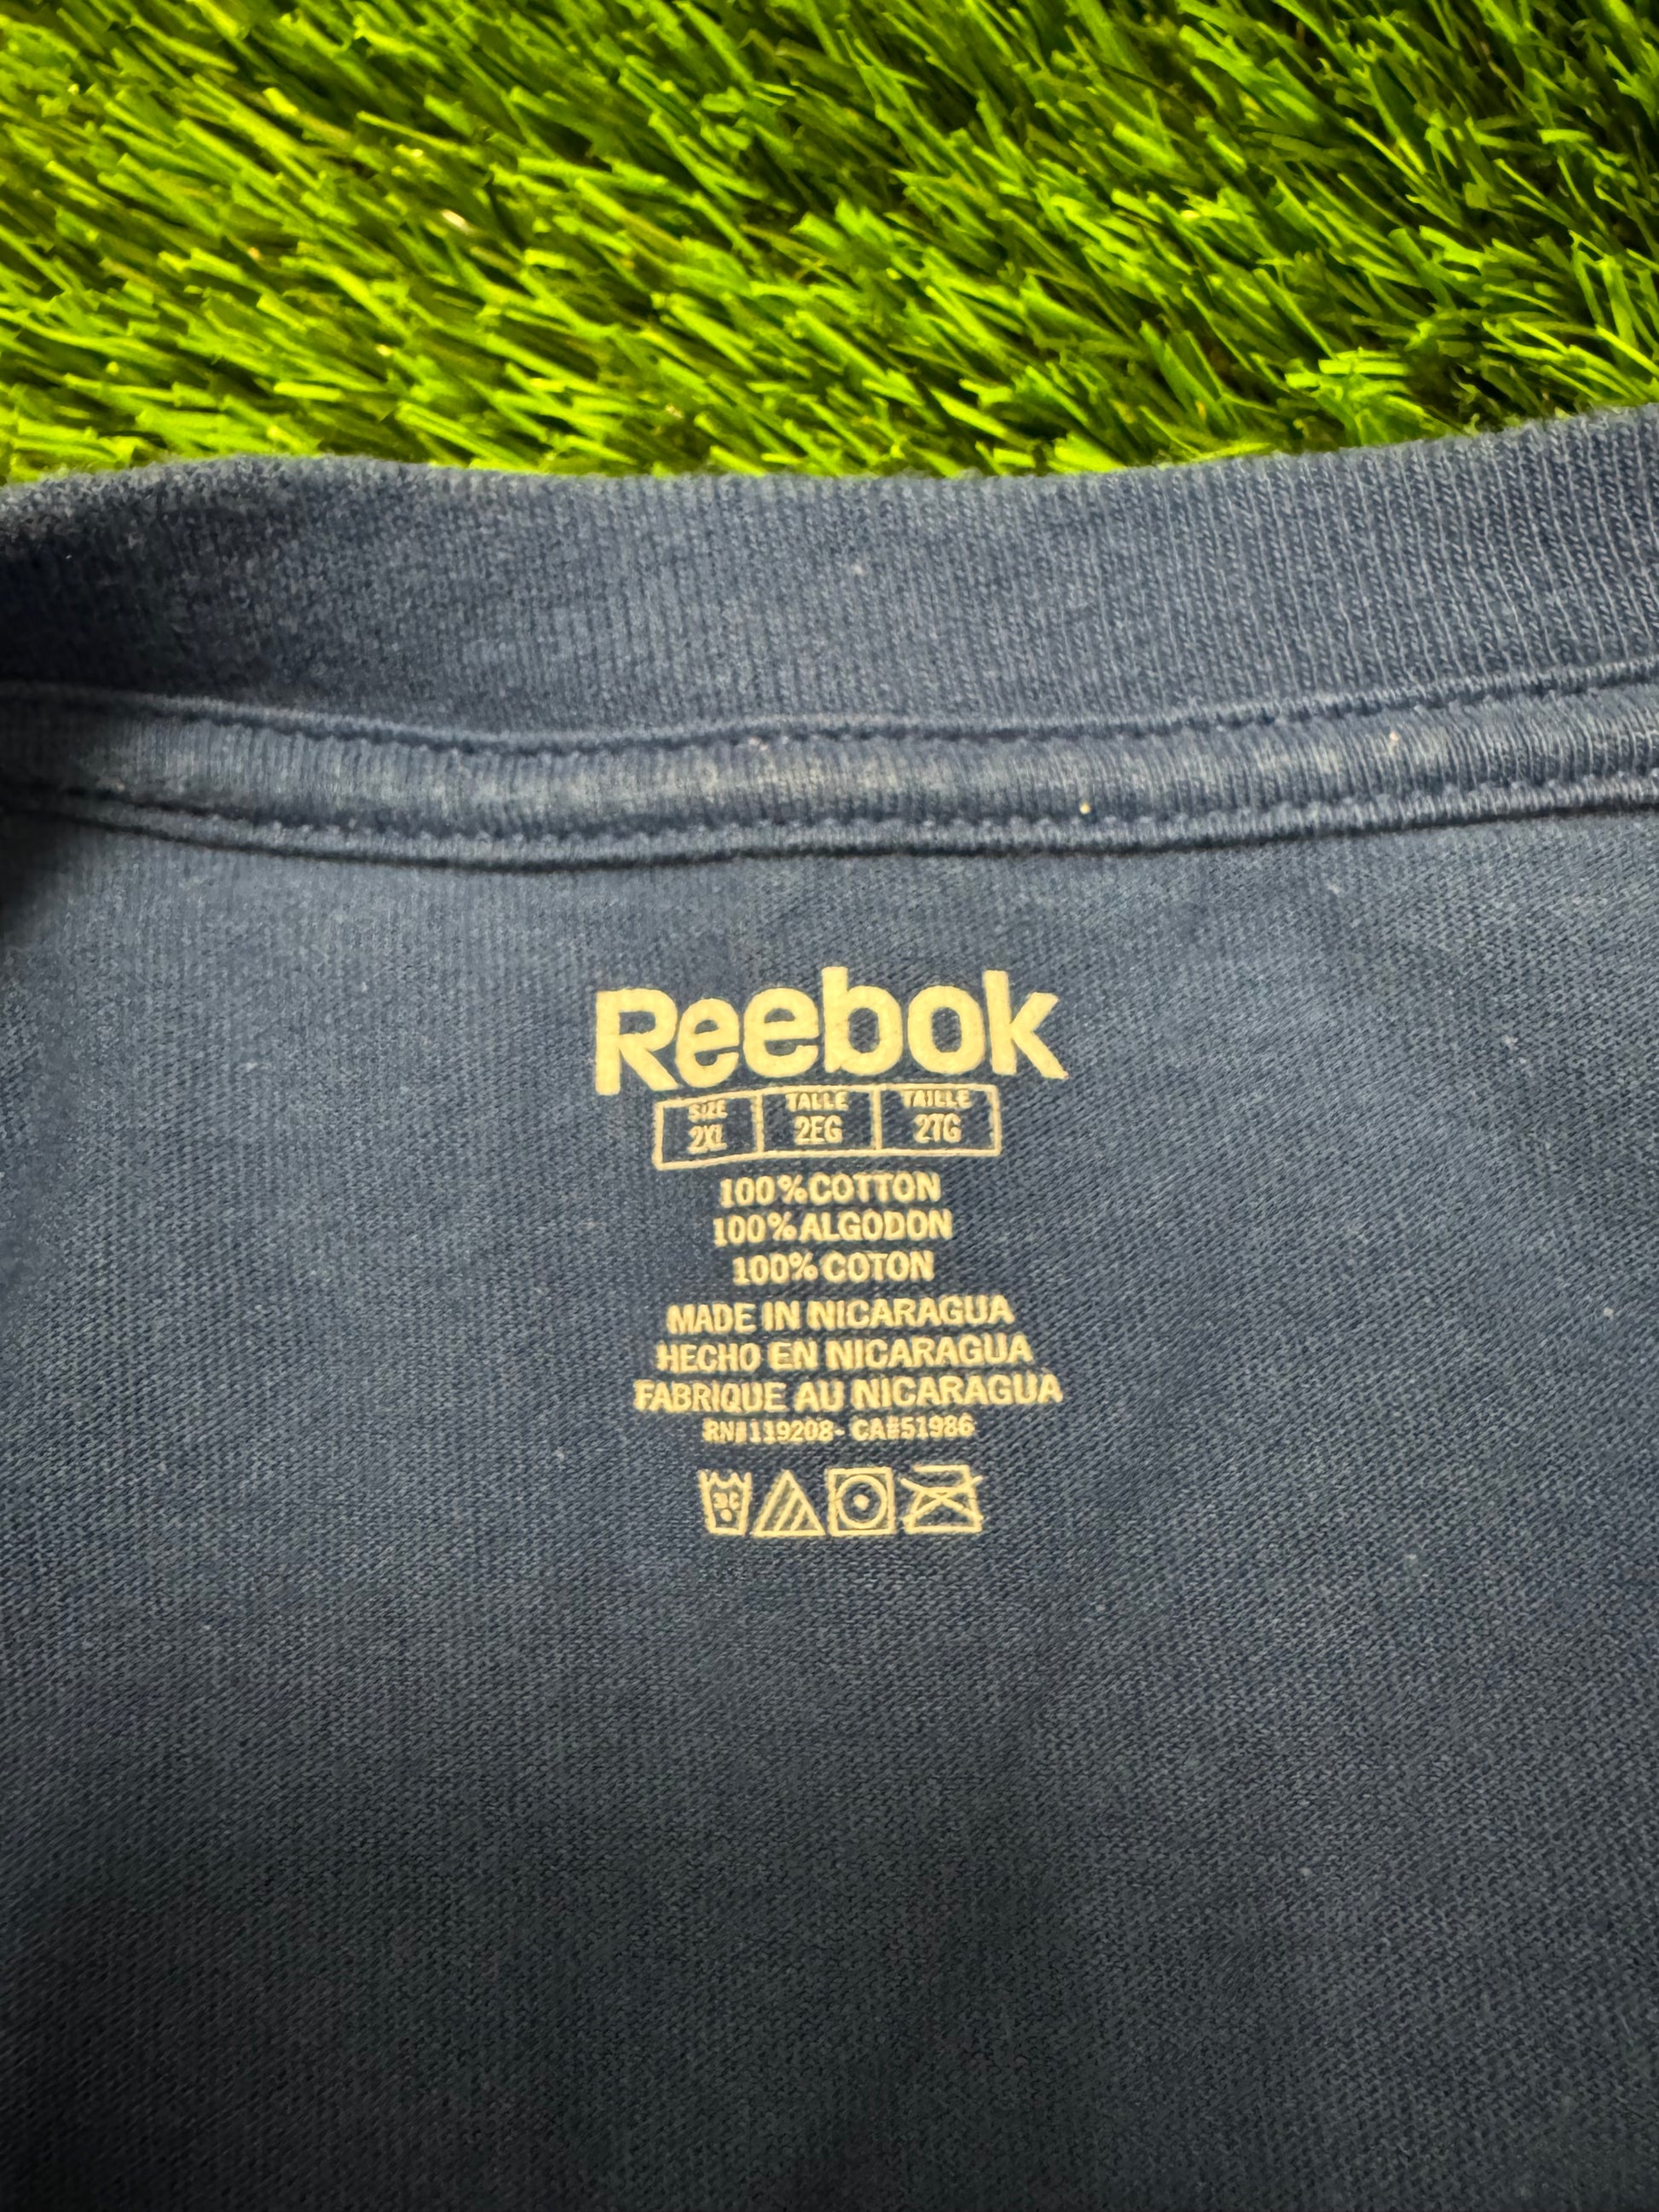 Reebok
SIZE TALLE TAILLE
2XL 2EG 2TG
100% COTTON
100% ALGODON
100% COTON
MADE IN NICARAGUA
HECHO EN NICARAGUA
FABRIQUE AU NICARAGUA
RN#119208- CA#51986
30C